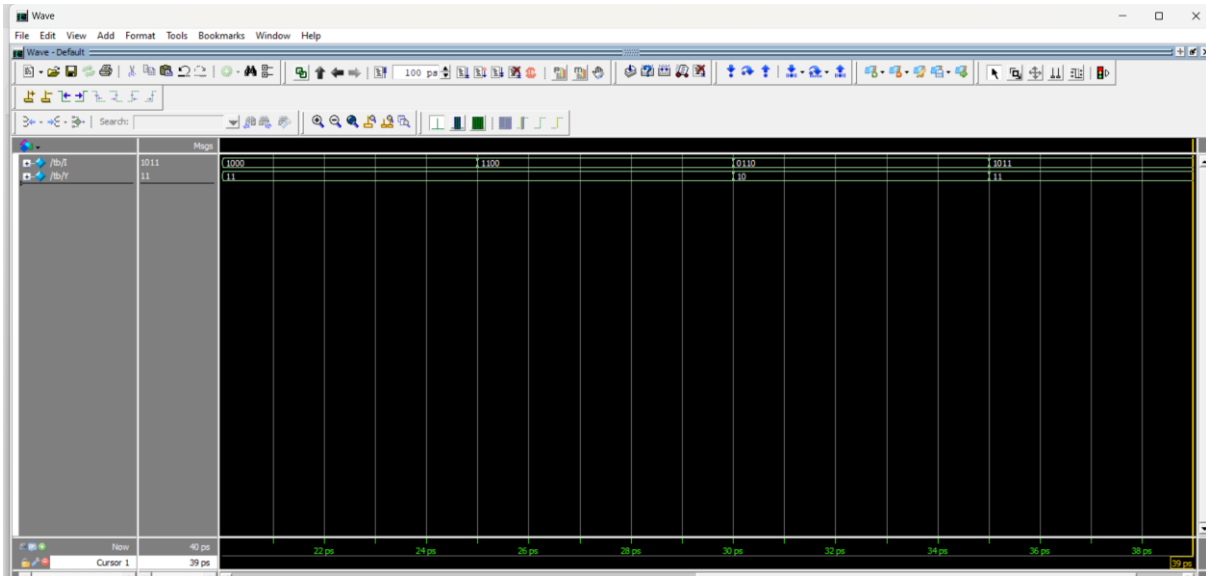 Wave
File Edit View Add Format Tools Bookmarks Window Help
Wave - Default
100 ps
Search:
Msgs
/tb/I 1011 1000 1100 0110 1011
/tb/Y 11 11 10 11
Now 40 ps 22 ps 24 ps 26 ps 28 ps 30 ps 32 ps 34 ps 36 ps 38 ps
Cursor 1 39 ps 39 ps